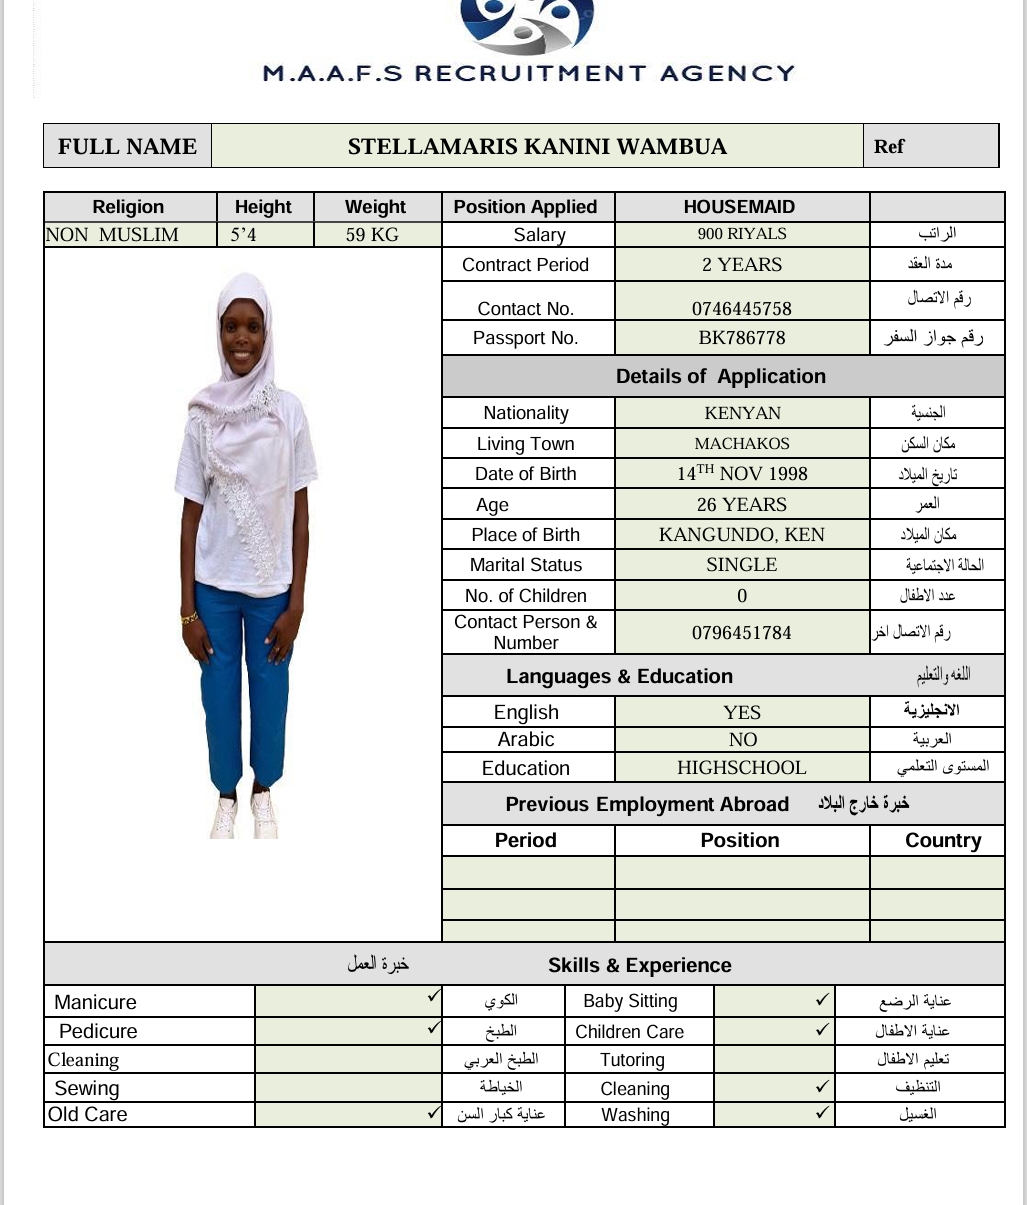 M.A.A.F.S RECRUITMENT AGENCY
FULL NAME STELLAMARIS KANINI WAMBUA Ref
Religion Height Weight Position Applied HOUSEMAID
NON MUSLIM 5’4 59 KG Salary 900 RIYALS الراتب
Contract Period 2 YEARS مدة العقد
Contact No. 0746445758 رقم الاتصال
Passport No. BK786778 رقم جواز السفر
Details of Application
Nationality KENYAN الجنسية
Living Town MACHAKOS مكان السكن
Date of Birth 14TH NOV 1998 تاريخ الميلاد
Age 26 YEARS العمر
Place of Birth KANGUNDO, KEN مكان الميلاد
Marital Status SINGLE الحالة الاجتماعية
No. of Children 0 عدد الاطفال
Contact Person &
Number 0796451784 رقم الاتصال اخر
Languages & Education اللغه والتعليم
English YES الانجليزية
Arabic NO العربية
Education HIGHSCHOOL المستوى التعلمي
Previous Employment Abroad خبرة خارج البلاد
Period Position Country
خبرة العمل Skills & Experience
Manicure ✓ الكوي Baby Sitting ✓ عناية الرضع
Pedicure ✓ الطبخ Children Care ✓ عناية الاطفال
Cleaning الطبخ العربي Tutoring تعليم الاطفال
Sewing الخياطة Cleaning ✓ التنظيف
Old Care ✓ عناية كبار السن Washing ✓ الغسيل